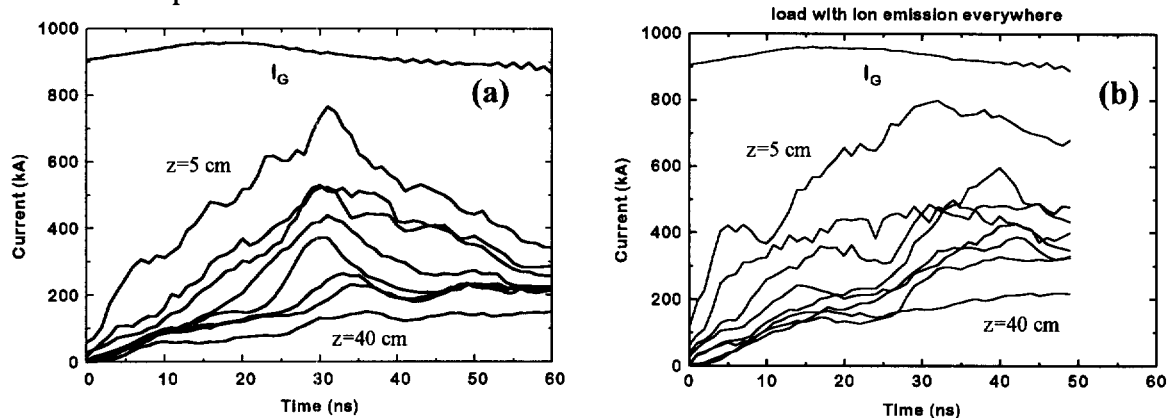 load with ion emission everywhere
1000
800
600
400
200
0
Current (kA)
I_G
(a)
z=5 cm
z=40 cm
0 10 20 30 40 50 60
Time (ns)
1000
800
600
400
200
0
Current (kA)
I_G
(b)
z=5 cm
z=40 cm
0 10 20 30 40 50 60
Time (ns)